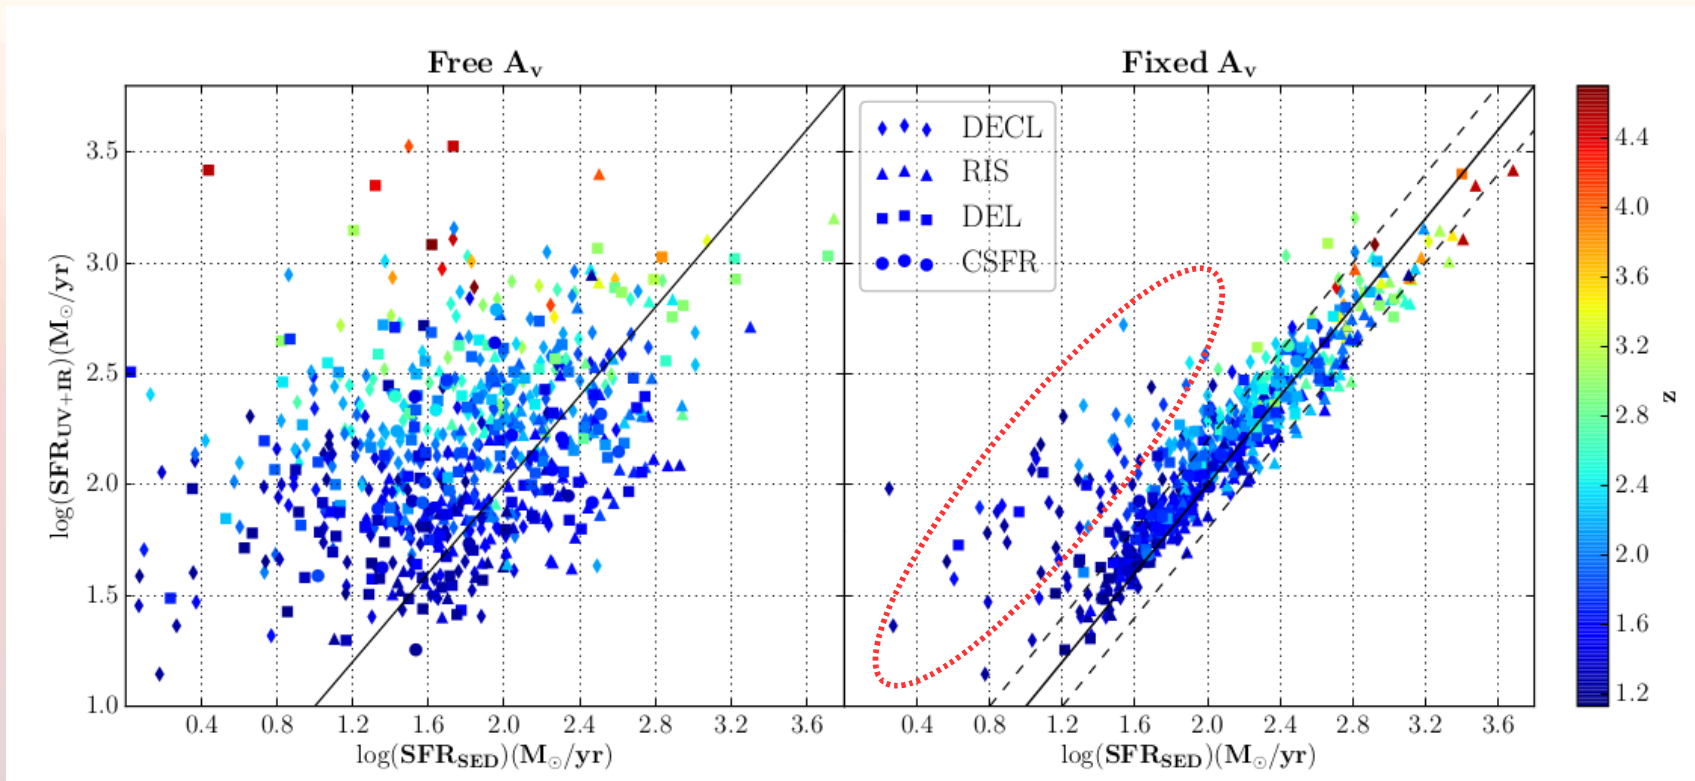 Free Av
Fixed Av
log(SFRUV+IR)(M⊙/yr)
3.5
3.0
2.5
2.0
1.5
1.0
DECL
RIS
DEL
CSFR
0.4 0.8 1.2 1.6 2.0 2.4 2.8 3.2 3.6
0.4 0.8 1.2 1.6 2.0 2.4 2.8 3.2 3.6
log(SFRSED)(M⊙/yr)
log(SFRSED)(M⊙/yr)
4.4
4.0
3.6
3.2
2.8
2.4
2.0
1.6
1.2
z